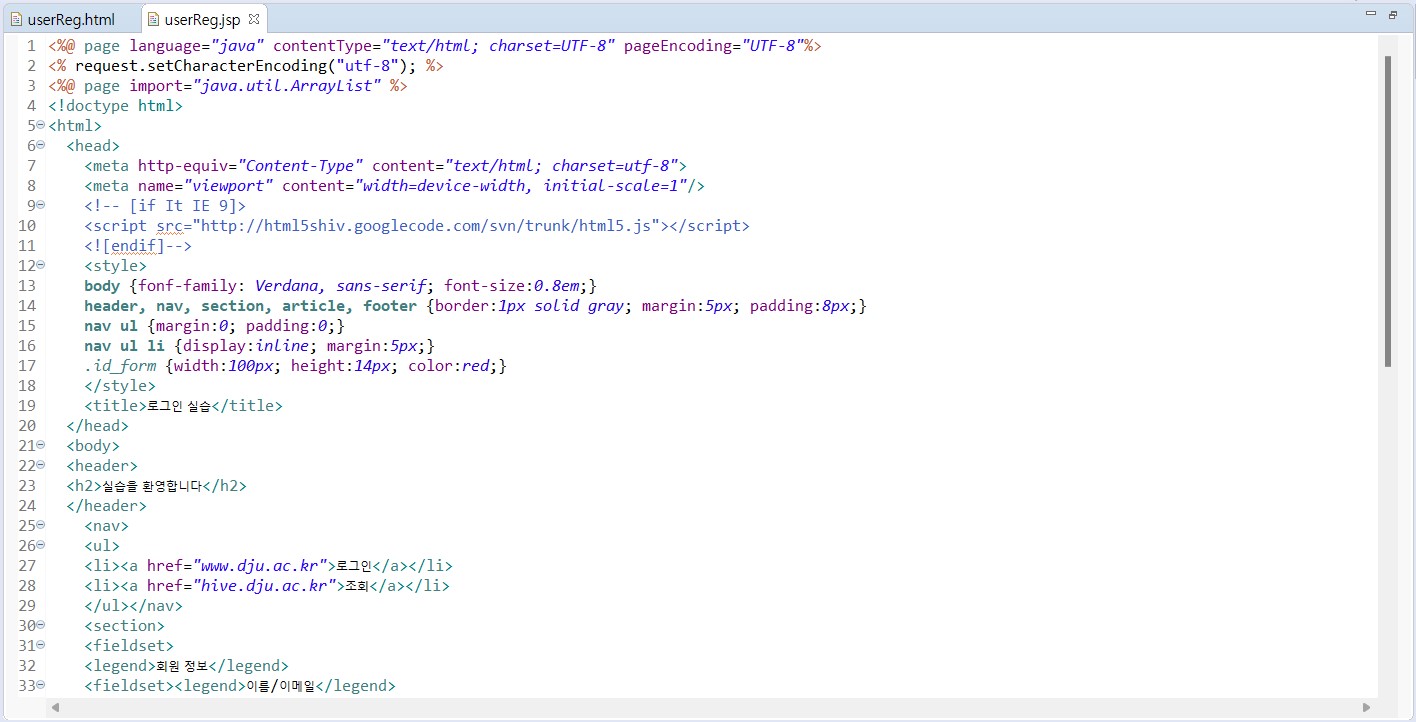 userReg.html userReg.jsp
1 <%@ page language="java" contentType="text/html; charset=UTF-8" pageEncoding="UTF-8"%>
2 <% request.setCharacterEncoding("utf-8"); %>
3 <%@ page import="java.util.ArrayList" %>
4 <!doctype html>
5 <html>
6 <head>
7 <meta http-equiv="Content-Type" content="text/html; charset=utf-8">
8 <meta name="viewport" content="width=device-width, initial-scale=1"/>
9 <!-- [if It IE 9]>
10 <script src="http://html5shiv.googlecode.com/svn/trunk/html5.js"></script>
11 <![endif]-->
12 <style>
13 body {fonf-family: Verdana, sans-serif; font-size:0.8em;}
14 header, nav, section, article, footer {border:1px solid gray; margin:5px; padding:8px;}
15 nav ul {margin:0; padding:0;}
16 nav ul li {display:inline; margin:5px;}
17 .id_form {width:100px; height:14px; color:red;}
18 </style>
19 <title>로그인 실습</title>
20 </head>
21 <body>
22 <header>
23 <h2>실습을 환영합니다</h2>
24 </header>
25 <nav>
26 <ul>
27 <li><a href="www.dju.ac.kr">로그인</a></li>
28 <li><a href="hive.dju.ac.kr">조회</a></li>
29 </ul></nav>
30 <section>
31 <fieldset>
32 <legend>회원 정보</legend>
33 <fieldset><legend>이름/이메일</legend>